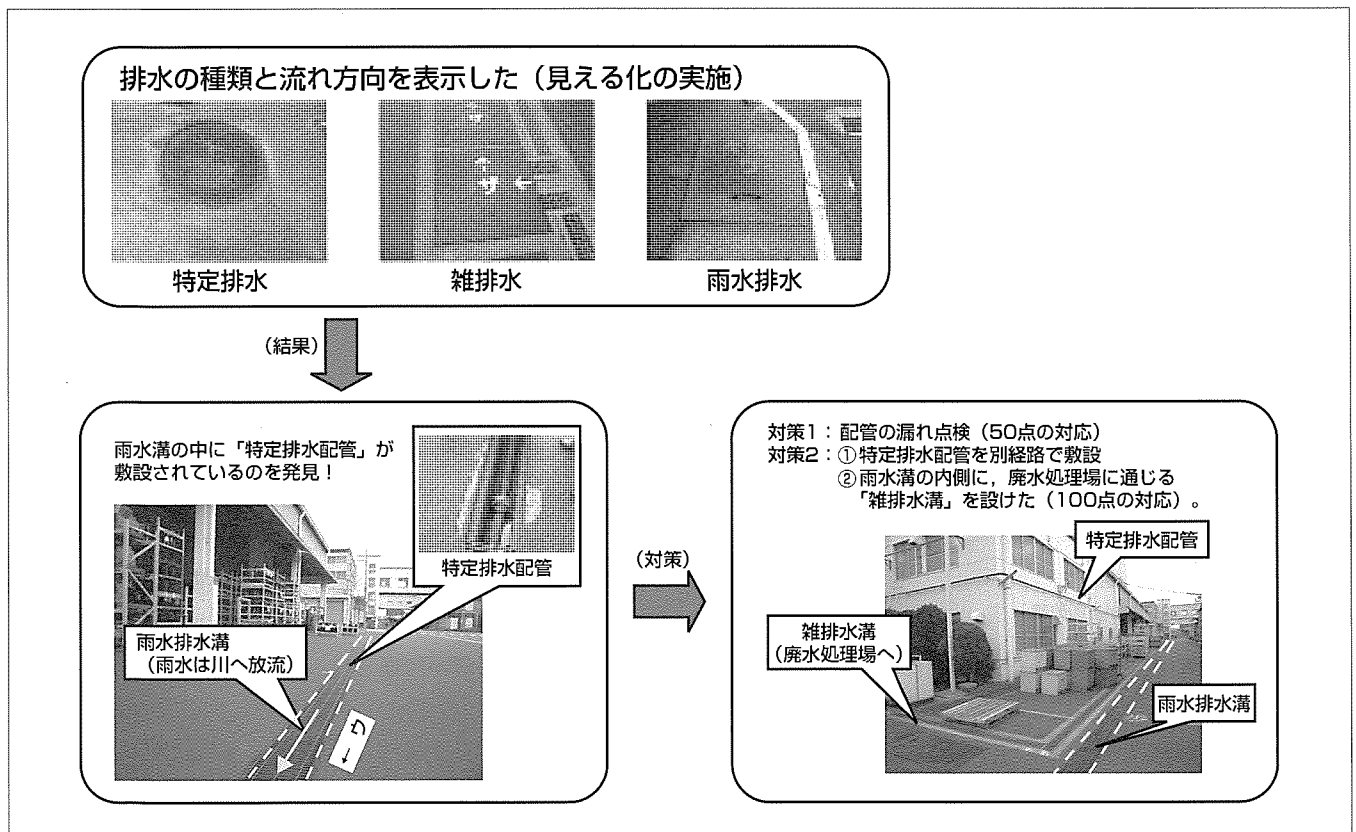 排水の種類と流れ方向を表示した（見える化の実施）
ザ ←
特定排水
雑排水
雨水排水
（結果）
雨水溝の中に「特定排水配管」が
敷設されているのを発見！
特定排水配管
雨水排水溝
（雨水は川へ放流）
←ウ
（対策）
対策1：配管の漏れ点検（50点の対応）
対策2：①特定排水配管を別経路で敷設
②雨水溝の内側に，廃水処理場に通じる
「雑排水溝」を設けた（100点の対応）。
特定排水配管
雑排水溝
（廃水処理場へ）
雨水排水溝